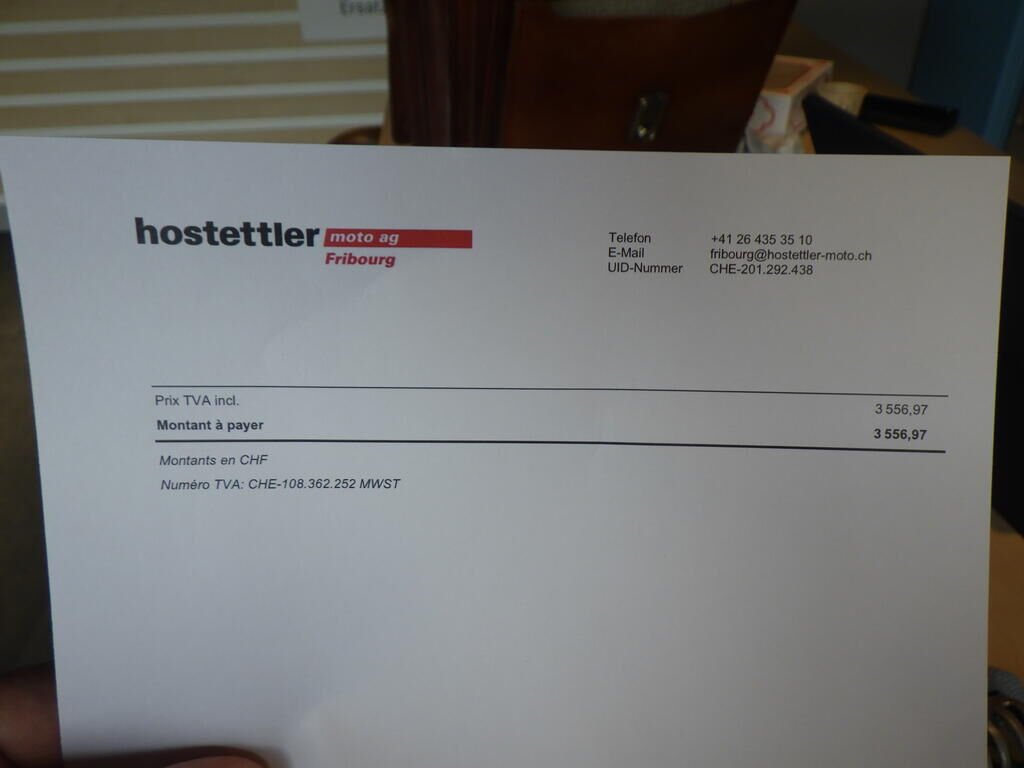 Ersat
hostettler moto ag
Fribourg
Telefon +41 26 435 35 10
E-Mail fribourg@hostettler-moto.ch
UID-Nummer CHE-201.292.438
Prix TVA incl. 3 556,97
Montant à payer 3 556,97
Montants en CHF
Numéro TVA: CHE-108.362.252 MWST